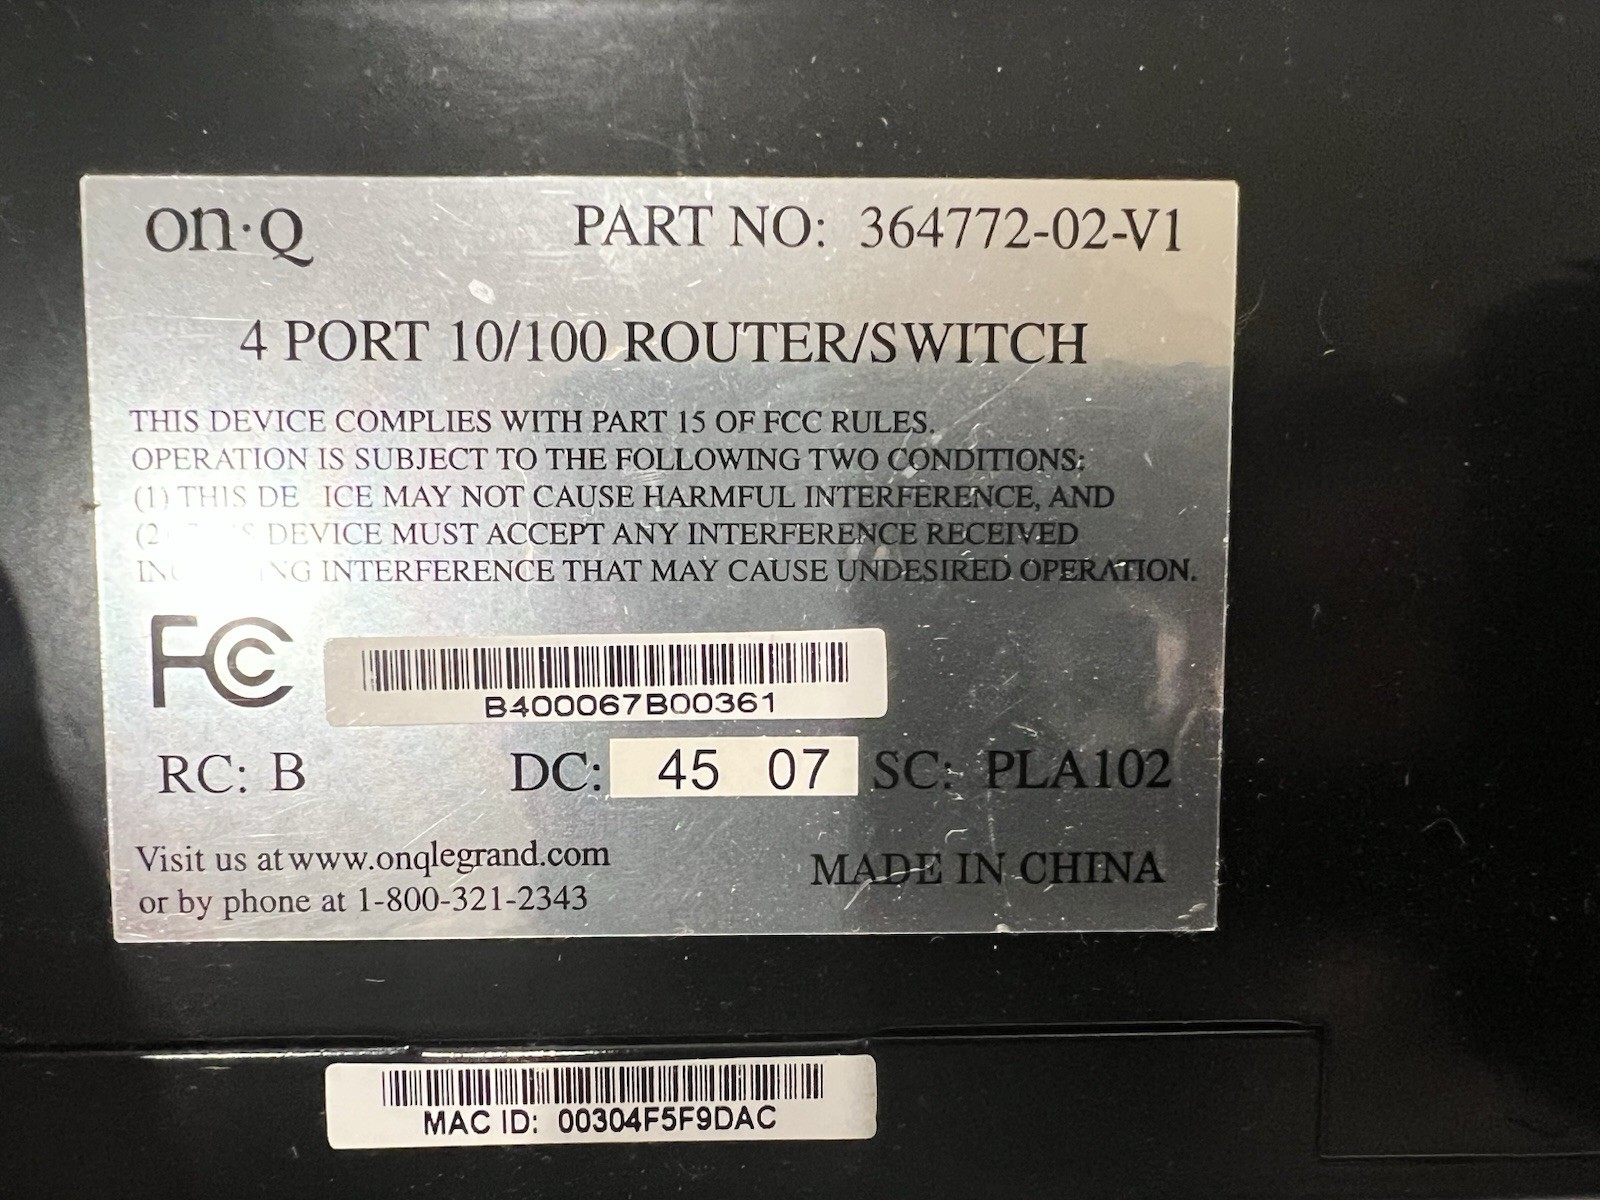 on·Q PART NO: 364772-02-V1
4 PORT 10/100 ROUTER/SWITCH
THIS DEVICE COMPLIES WITH PART 15 OF FCC RULES.
OPERATION IS SUBJECT TO THE FOLLOWING TWO CONDITIONS:
(1) THIS DE ICE MAY NOT CAUSE HARMFUL INTERFERENCE, AND
(2 DEVICE MUST ACCEPT ANY INTERFERENCE RECEIVED
INTERFERENCE THAT MAY CAUSE UNDESIRED OPERATION.
FCC
B400067B00361
RC: B DC: 45 07 SC: PLA102
Visit us at www.onqlegrand.com
or by phone at 1-800-321-2343
MADE IN CHINA
MAC ID: 00304F5F9DAC